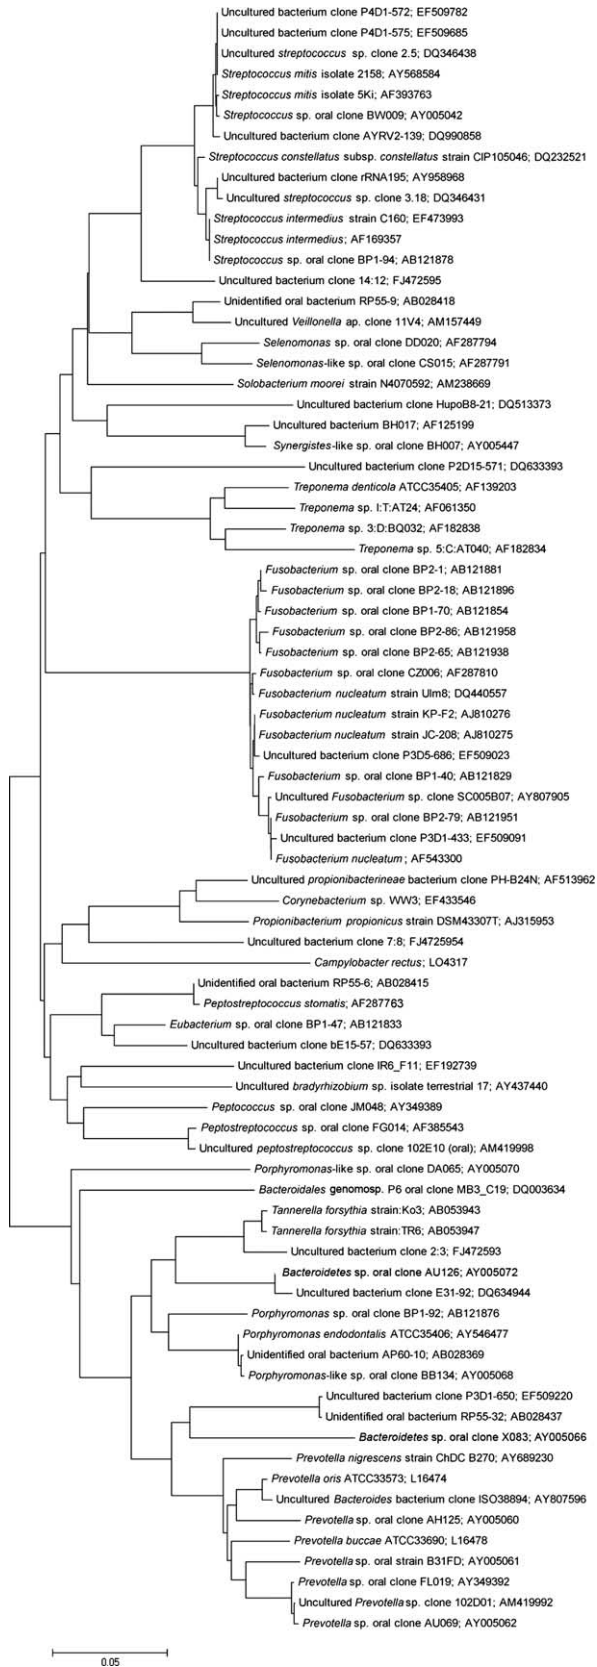 Uncultured bacterium clone P4D1-572; EF509782
Uncultured bacterium clone P4D1-575; EF509685
Uncultured streptococcus sp. clone 2.5; DQ346438
Streptococcus mitis isolate 2158; AY568584
Streptococcus mitis isolate 5Ki; AF393763
Streptococcus sp. oral clone BW009; AY005042
Uncultured bacterium clone AYRV2-139; DQ990858
Streptococcus constellatus subsp. constellatus strain CIP105046; DQ232521
Uncultured bacterium clone rRNA195; AY958968
Uncultured streptococcus sp. clone 3.18; DQ346431
Streptococcus intermedius strain C160; EF473993
Streptococcus intermedius; AF169357
Streptococcus sp. oral clone BP1-94; AB121878
Uncultured bacterium clone 14:12; FJ472595
Unidentified oral bacterium RP55-9; AB028418
Uncultured Veillonella ap. clone 11V4; AM157449
Selenomonas sp. oral clone DD020; AF287794
Selenomonas-like sp. oral clone CS015; AF287791
Solobacterium moorei strain N4070592; AM238669
Uncultured bacterium clone HupoB8-21; DQ513373
Uncultured bacterium BH017; AF125199
Synergistes-like sp. oral clone BH007; AY005447
Uncultured bacterium clone P2D15-571; DQ633393
Treponema denticola ATCC35405; AF139203
Treponema sp. I:T:AT24; AF061350
Treponema sp. 3:D:BQ032; AF182838
Treponema sp. 5:C:AT040; AF182834
Fusobacterium sp. oral clone BP2-1; AB121881
Fusobacterium sp. oral clone BP2-18; AB121896
Fusobacterium sp. oral clone BP1-70; AB121854
Fusobacterium sp. oral clone BP2-86; AB121958
Fusobacterium sp. oral clone BP2-65; AB121938
Fusobacterium sp. oral clone CZ006; AF287810
Fusobacterium nucleatum strain Ulm8; DQ440557
Fusobacterium nucleatum strain KP-F2; AJ810276
Fusobacterium nucleatum strain JC-208; AJ810275
Uncultured bacterium clone P3D5-686; EF509023
Fusobacterium sp. oral clone BP1-40; AB121829
Uncultured Fusobacterium sp. clone SC005B07; AY807905
Fusobacterium sp. oral clone BP2-79; AB121951
Uncultured bacterium clone P3D1-433; EF509091
Fusobacterium nucleatum; AF543300
Uncultured propionibacterineae bacterium clone PH-B24N; AF513962
Corynebacterium sp. WW3; EF433546
Propionibacterium propionicus strain DSM43307T; AJ315953
Uncultured bacterium clone 7:8; FJ4725954
Campylobacter rectus; LO4317
Unidentified oral bacterium RP55-6; AB028415
Peptostreptococcus stomatis; AF287763
Eubacterium sp. oral clone BP1-47; AB121833
Uncultured bacterium clone bE15-57; DQ633393
Uncultured bacterium clone IR6_F11; EF192739
Uncultured bradyrhizobium sp. isolate terrestrial 17; AY437440
Peptococcus sp. oral clone JM048; AY349389
Peptostreptococcus sp. oral clone FG014; AF385543
Uncultured peptostreptococcus sp. clone 102E10 (oral); AM419998
Porphyromonas-like sp. oral clone DA065; AY005070
Bacteroidales genomosp. P6 oral clone MB3_C19; DQ003634
Tannerella forsythia strain:Ko3; AB053943
Tannerella forsythia strain:TR6; AB053947
Uncultured bacterium clone 2:3; FJ472593
Bacteroidetes sp. oral clone AU126; AY005072
Uncultured bacterium clone E31-92; DQ634944
Porphyromonas sp. oral clone BP1-92; AB121876
Porphyromonas endodontalis ATCC35406; AY546477
Unidentified oral bacterium AP60-10; AB028369
Porphyromonas-like sp. oral clone BB134; AY005068
Uncultured bacterium clone P3D1-650; EF509220
Unidentified oral bacterium RP55-32; AB028437
Bacteroidetes sp. oral clone X083; AY005066
Prevotella nigrescens strain ChDC B270; AY689230
Prevotella oris ATCC33573; L16474
Uncultured Bacteroides bacterium clone ISO38894; AY807596
Prevotella sp. oral clone AH125; AY005060
Prevotella buccae ATCC33690; L16478
Prevotella sp. oral strain B31FD; AY005061
Prevotella sp. oral clone FL019; AY349392
Uncultured Prevotella sp. clone 102D01; AM419992
Prevotella sp. oral clone AU069; AY005062
0.05